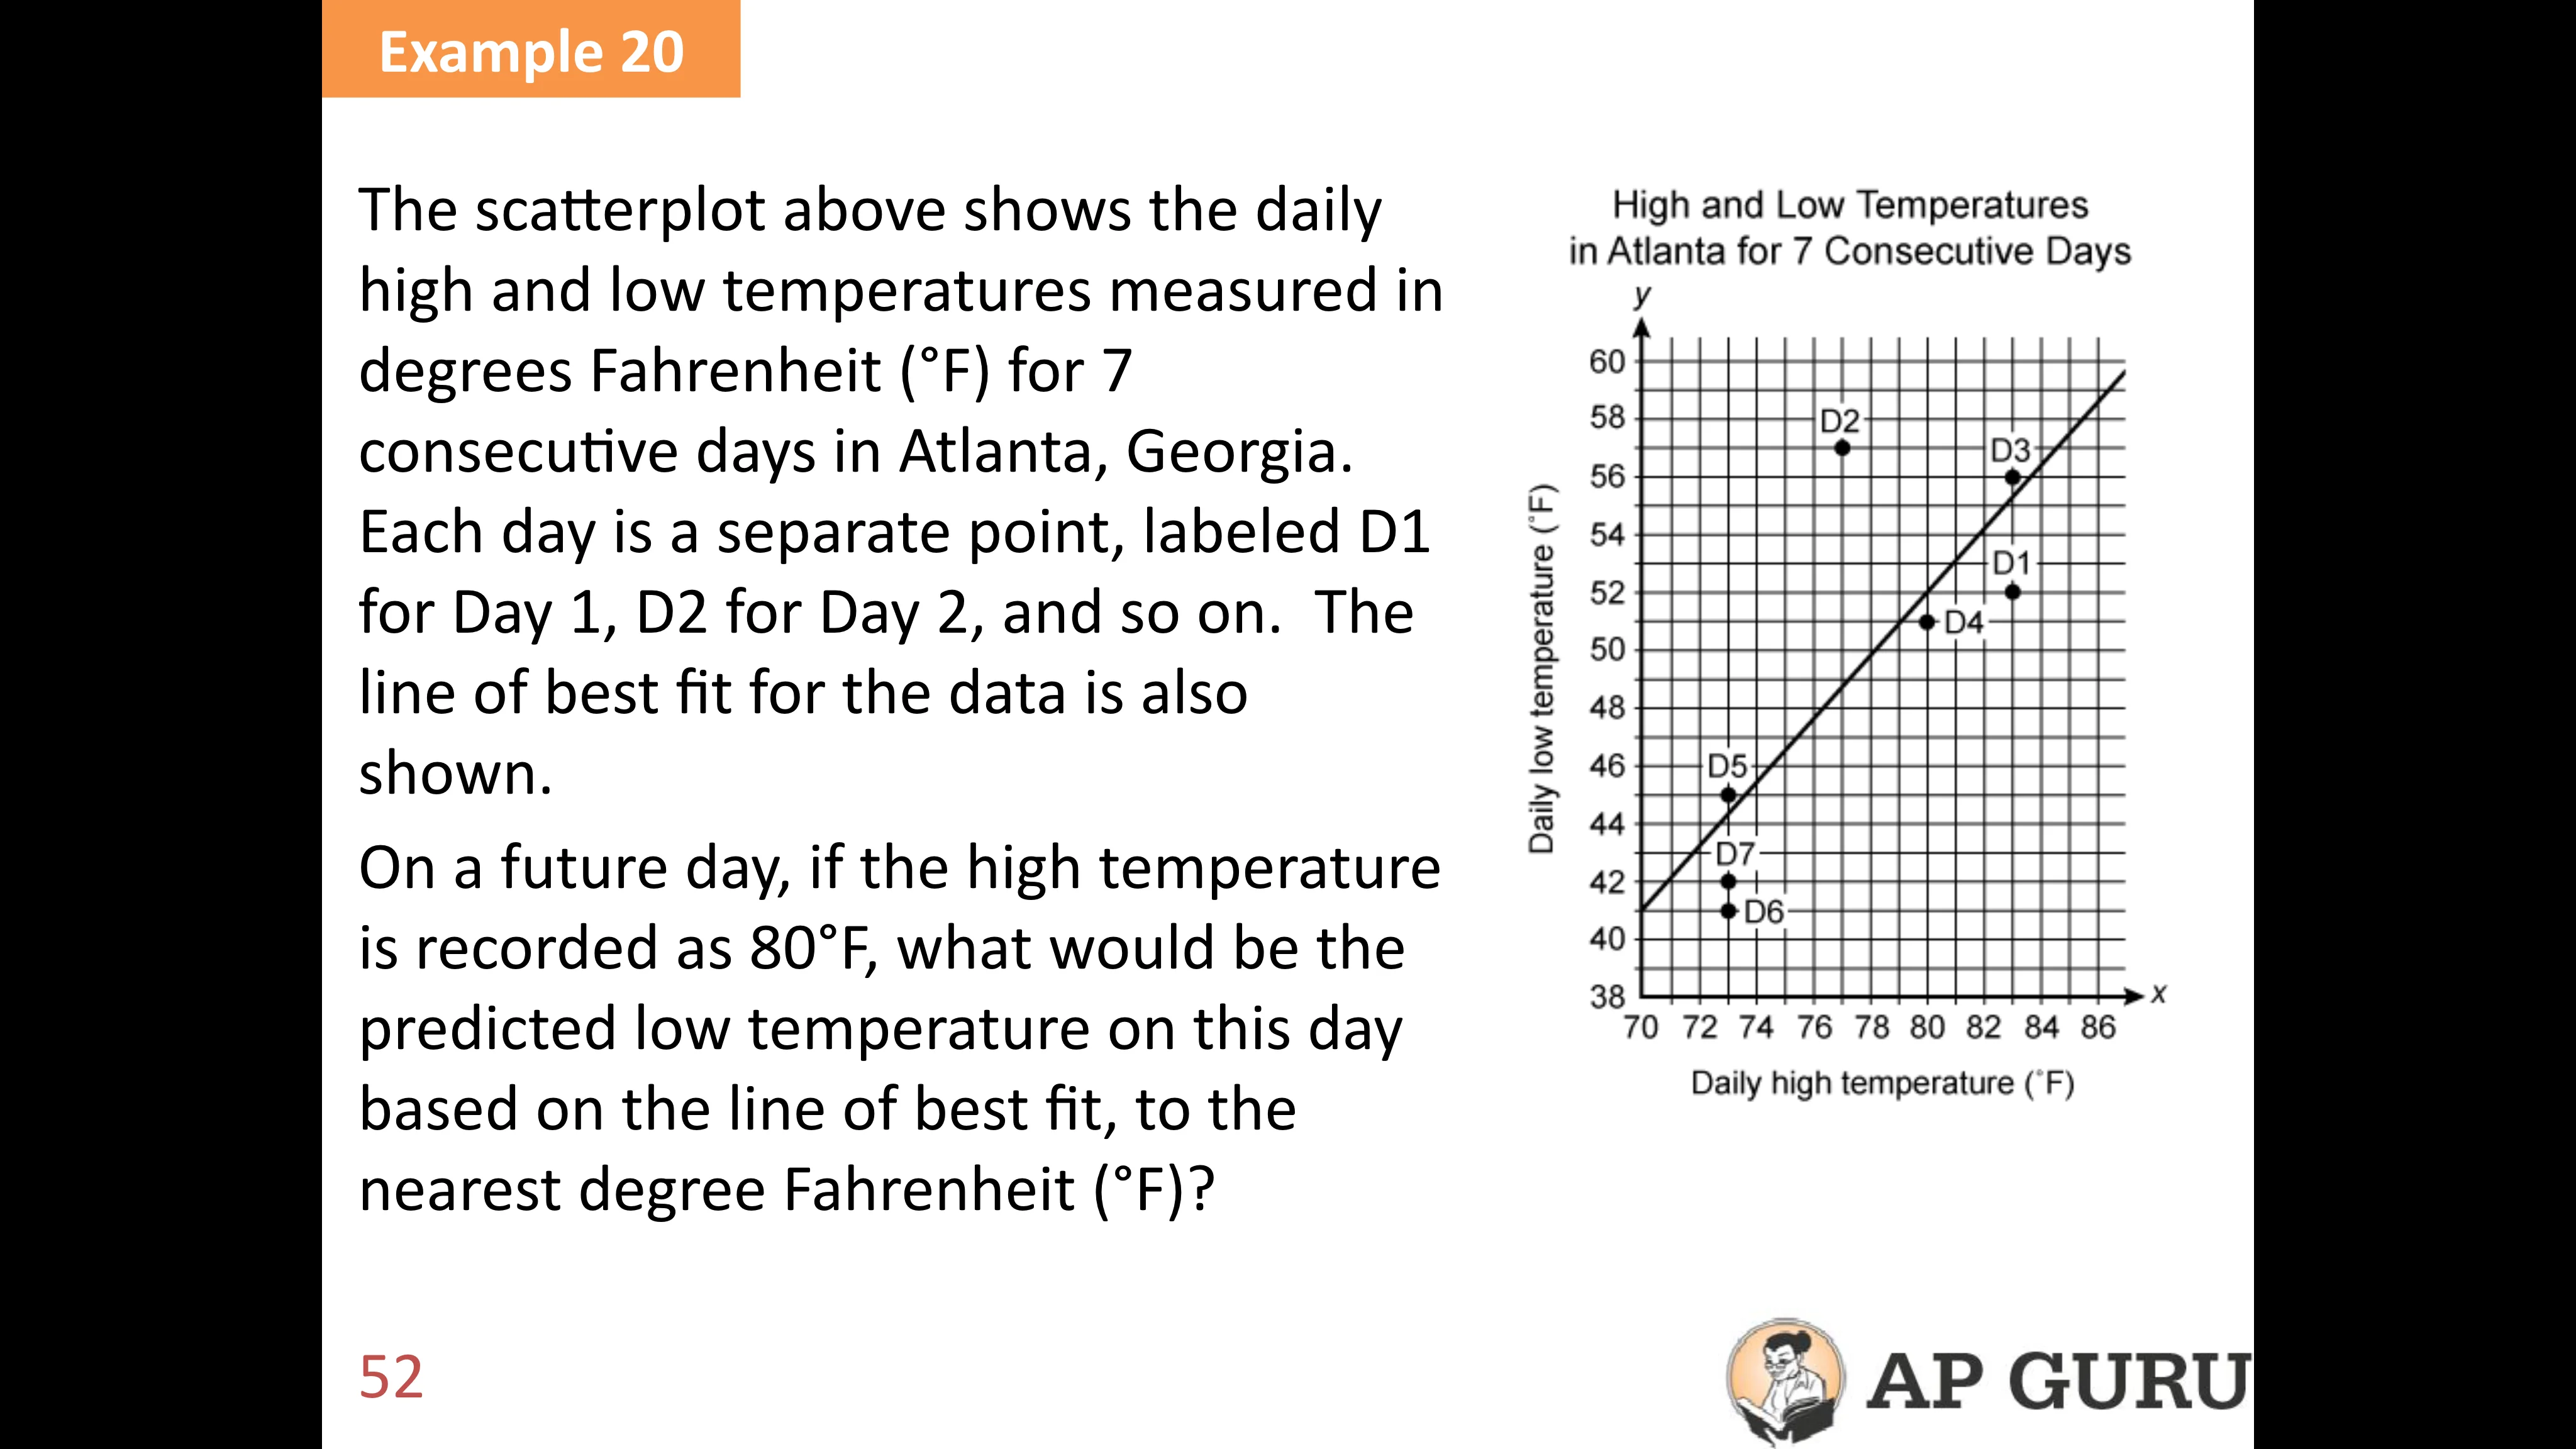 Example 20
The scatterplot above shows the daily
high and low temperatures measured in
degrees Fahrenheit (°F) for 7
consecutive days in Atlanta, Georgia.
Each day is a separate point, labeled D1
for Day 1, D2 for Day 2, and so on.  The
line of best fit for the data is also
shown.
On a future day, if the high temperature
is recorded as 80°F, what would be the
predicted low temperature on this day
based on the line of best fit, to the
nearest degree Fahrenheit (°F)?
52
High and Low Temperatures
in Atlanta for 7 Consecutive Days
y
60
58
56
54
52
50
48
46
44
42
40
38
Daily low temperature (°F)
D2
D3
D1
D4
D5
D7
D6
x
70 72 74 76 78 80 82 84 86
Daily high temperature (°F)
AP GURU